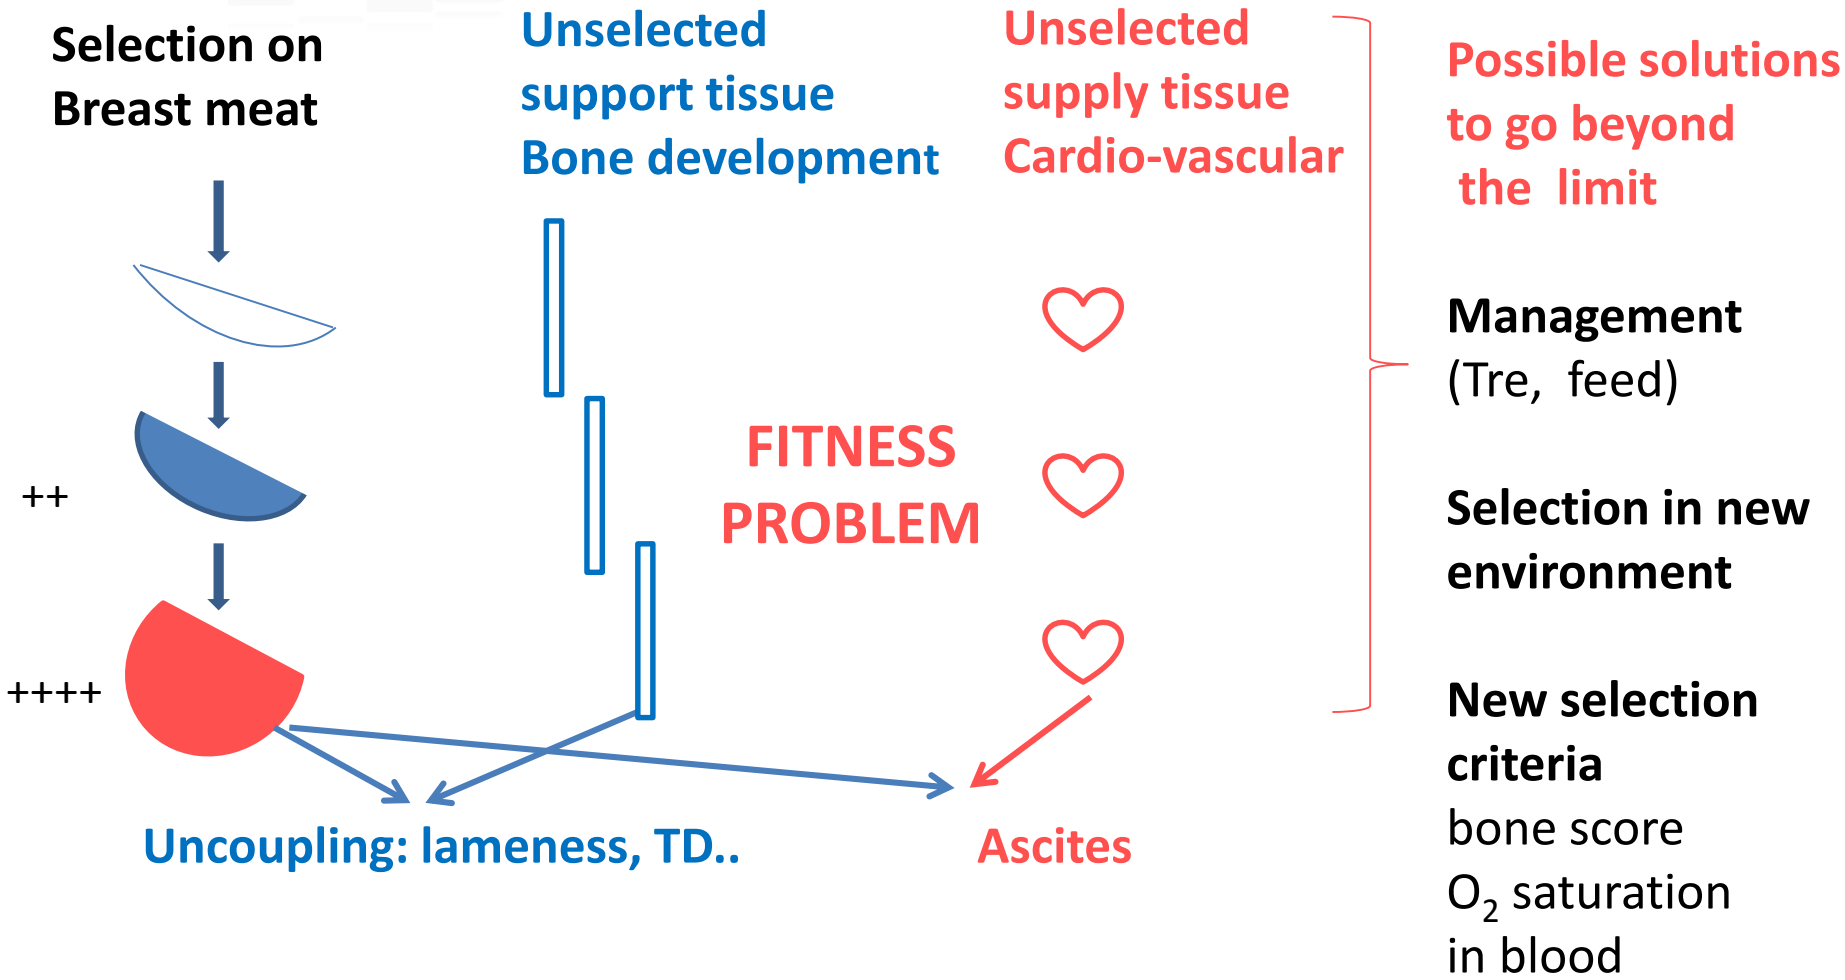 Selection on
Breast meat
++
++++
Unselected
support tissue
Bone development
Unselected
supply tissue
Cardio-vascular
FITNESS
PROBLEM
Uncoupling: lameness, TD..
Ascites
Possible solutions
to go beyond
the limit
Management
(Tre, feed)
Selection in new
environment
New selection
criteria
bone score
O₂ saturation
in blood